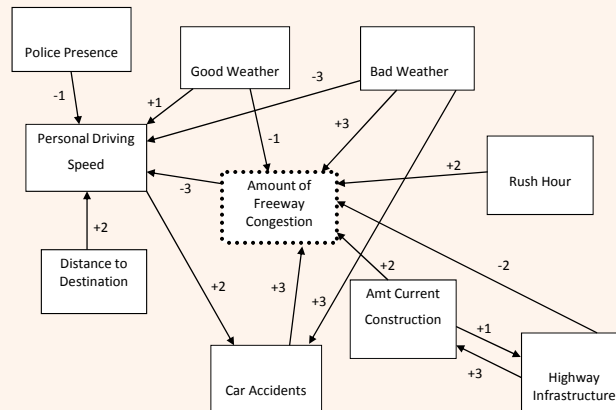 Police Presence
Good Weather
Bad Weather
-1
+1
-3
-1
+3
Personal Driving
Speed
-3
Amount of
Freeway
Congestion
+2
Rush Hour
+2
Distance to
Destination
+2
+3
+3
+2
-2
Amt Current
Construction
+1
+3
Car Accidents
Highway
Infrastructure